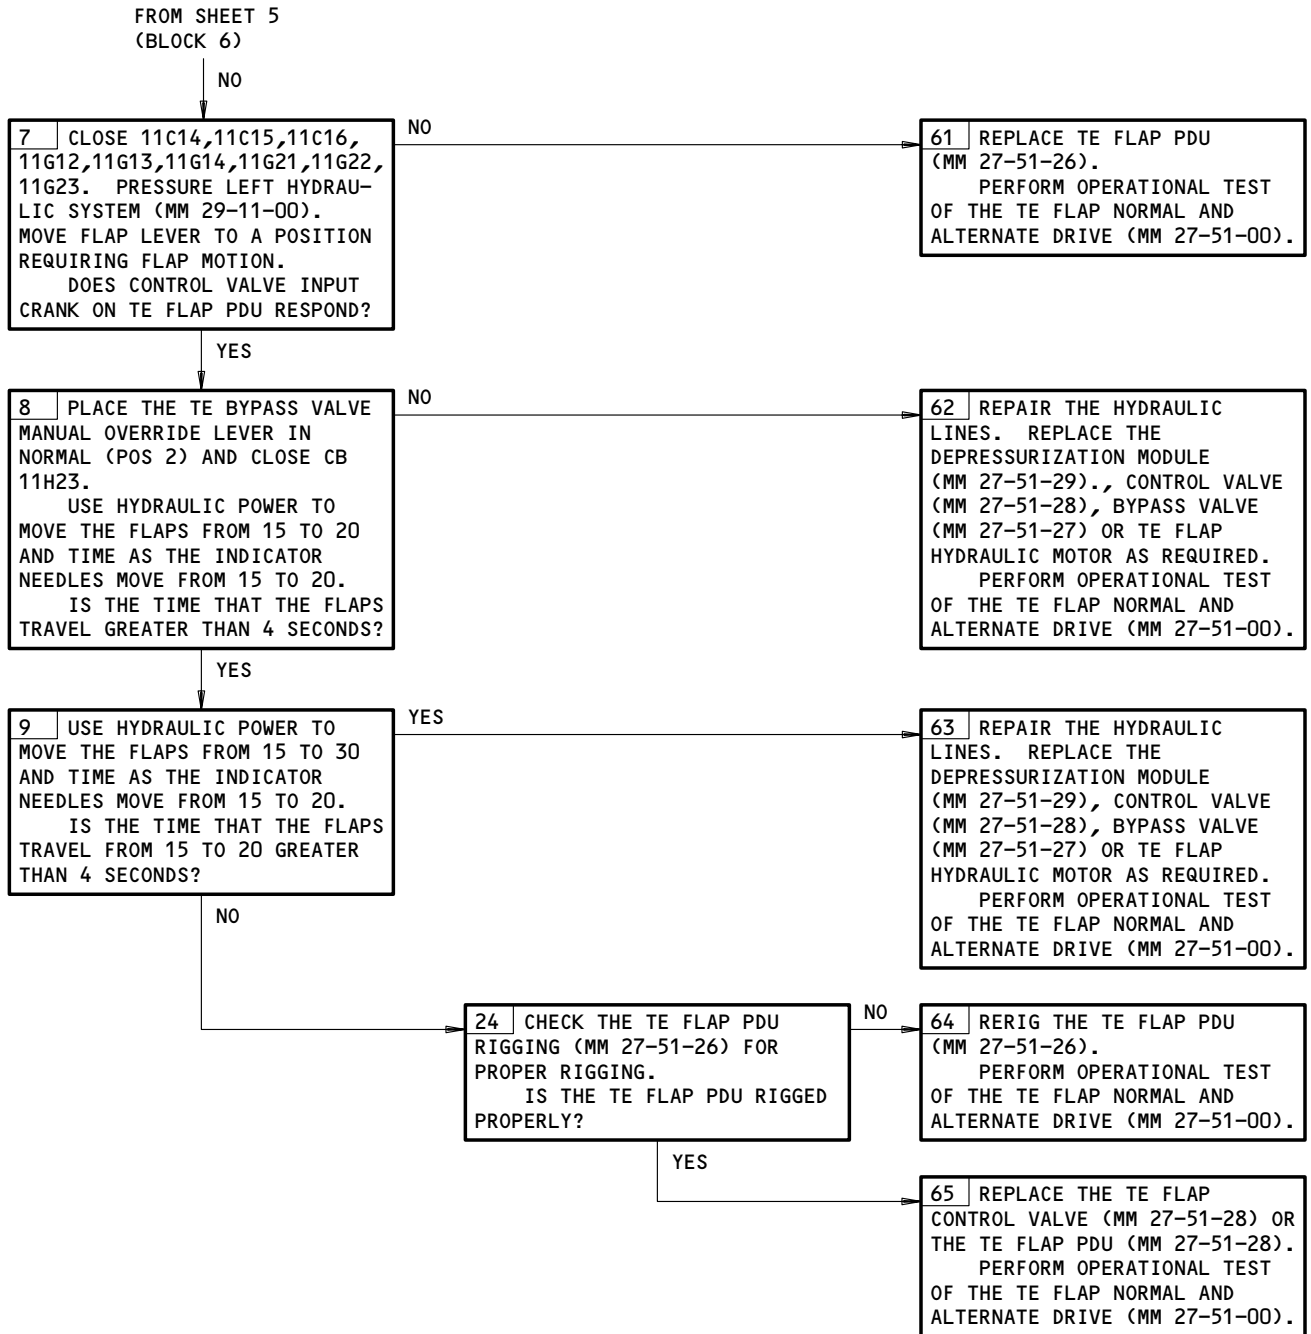 FROM SHEET 5
(BLOCK 6)
NO
7 CLOSE 11C14,11C15,11C16,
11G12,11G13,11G14,11G21,11G22,
11G23. PRESSURE LEFT HYDRAU-
LIC SYSTEM (MM 29-11-00).
MOVE FLAP LEVER TO A POSITION
REQUIRING FLAP MOTION.
DOES CONTROL VALVE INPUT
CRANK ON TE FLAP PDU RESPOND?
NO
61 REPLACE TE FLAP PDU
(MM 27-51-26).
PERFORM OPERATIONAL TEST
OF THE TE FLAP NORMAL AND
ALTERNATE DRIVE (MM 27-51-00).
YES
8 PLACE THE TE BYPASS VALVE
MANUAL OVERRIDE LEVER IN
NORMAL (POS 2) AND CLOSE CB
11H23.
USE HYDRAULIC POWER TO
MOVE THE FLAPS FROM 15 TO 20
AND TIME AS THE INDICATOR
NEEDLES MOVE FROM 15 TO 20.
IS THE TIME THAT THE FLAPS
TRAVEL GREATER THAN 4 SECONDS?
NO
62 REPAIR THE HYDRAULIC
LINES. REPLACE THE
DEPRESSURIZATION MODULE
(MM 27-51-29)., CONTROL VALVE
(MM 27-51-28), BYPASS VALVE
(MM 27-51-27) OR TE FLAP
HYDRAULIC MOTOR AS REQUIRED.
PERFORM OPERATIONAL TEST
OF THE TE FLAP NORMAL AND
ALTERNATE DRIVE (MM 27-51-00).
YES
9 USE HYDRAULIC POWER TO
MOVE THE FLAPS FROM 15 TO 30
AND TIME AS THE INDICATOR
NEEDLES MOVE FROM 15 TO 20.
IS THE TIME THAT THE FLAPS
TRAVEL FROM 15 TO 20 GREATER
THAN 4 SECONDS?
YES
63 REPAIR THE HYDRAULIC
LINES. REPLACE THE
DEPRESSURIZATION MODULE
(MM 27-51-29), CONTROL VALVE
(MM 27-51-28), BYPASS VALVE
(MM 27-51-27) OR TE FLAP
HYDRAULIC MOTOR AS REQUIRED.
PERFORM OPERATIONAL TEST
OF THE TE FLAP NORMAL AND
ALTERNATE DRIVE (MM 27-51-00).
NO
24 CHECK THE TE FLAP PDU
RIGGING (MM 27-51-26) FOR
PROPER RIGGING.
IS THE TE FLAP PDU RIGGED
PROPERLY?
NO
64 RERIG THE TE FLAP PDU
(MM 27-51-26).
PERFORM OPERATIONAL TEST
OF THE TE FLAP NORMAL AND
ALTERNATE DRIVE (MM 27-51-00).
YES
65 REPLACE THE TE FLAP
CONTROL VALVE (MM 27-51-28) OR
THE TE FLAP PDU (MM 27-51-28).
PERFORM OPERATIONAL TEST
OF THE TE FLAP NORMAL AND
ALTERNATE DRIVE (MM 27-51-00).